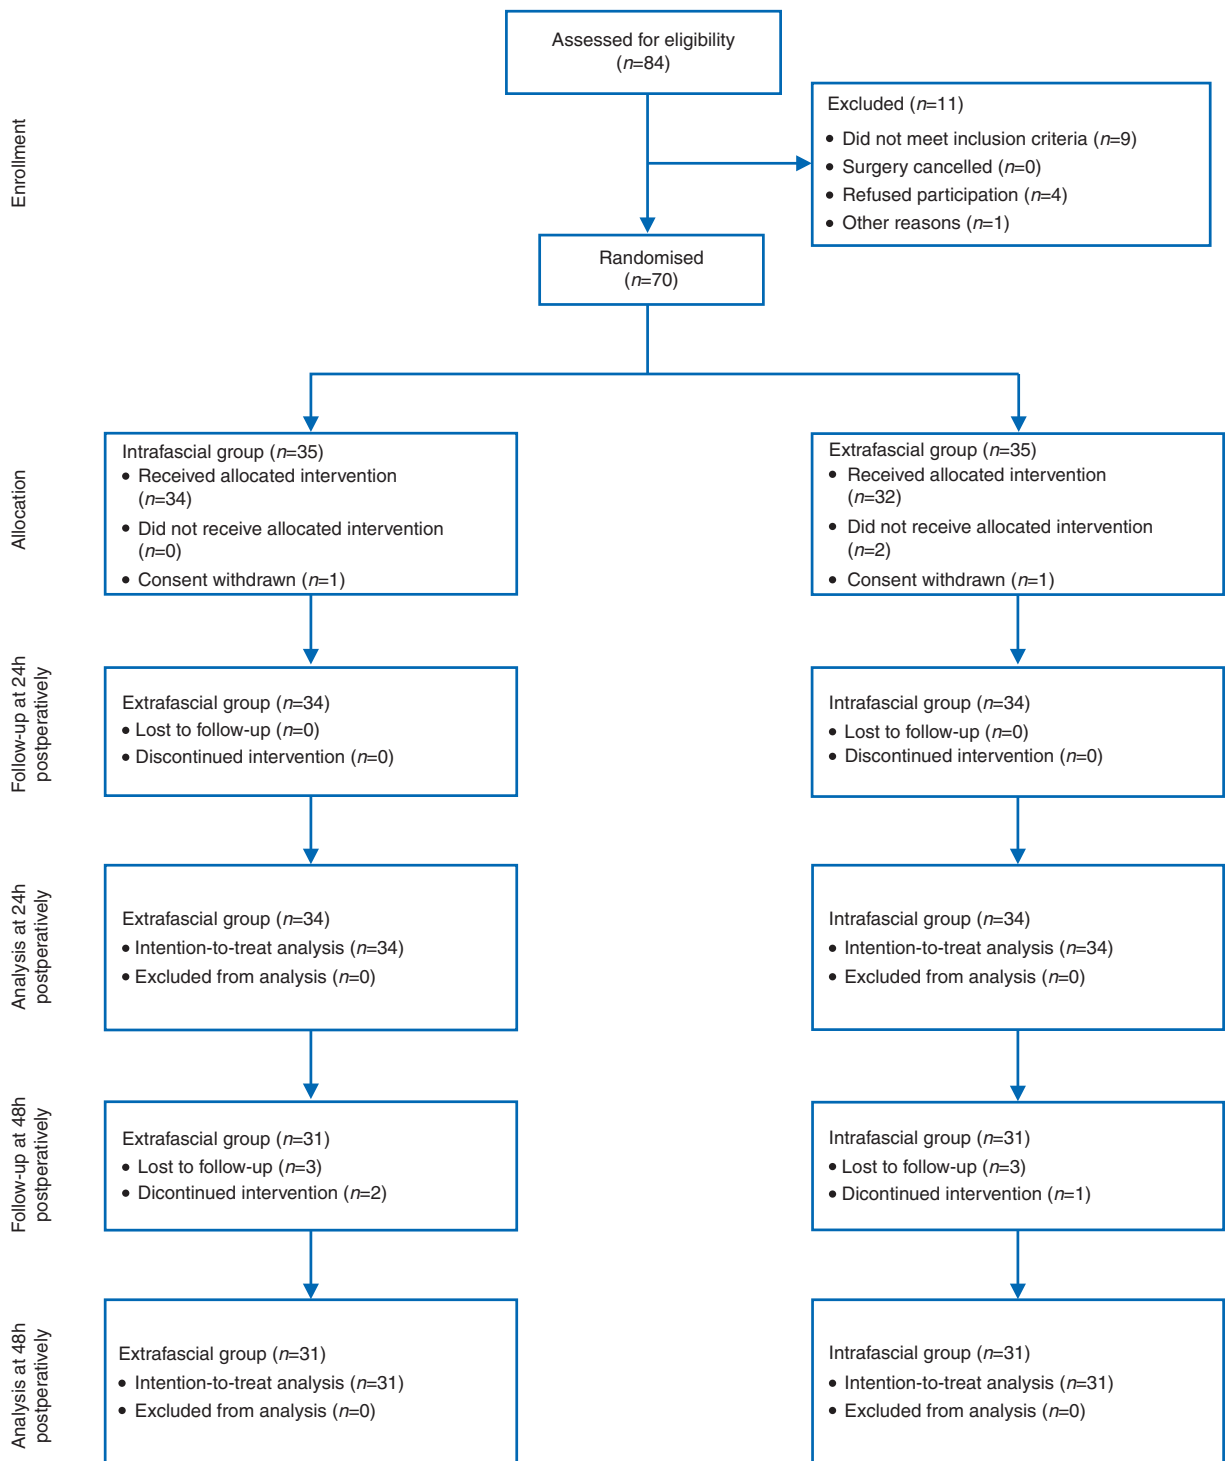 Assessed for eligibility
(n=84)
Enrollment
Excluded (n=11)
• Did not meet inclusion criteria (n=9)
• Surgery cancelled (n=0)
• Refused participation (n=4)
• Other reasons (n=1)
Randomised
(n=70)
Allocation
Intrafascial group (n=35)
• Received allocated intervention
(n=34)
• Did not receive allocated intervention
(n=0)
• Consent withdrawn (n=1)
Extrafascial group (n=35)
• Received allocated intervention
(n=32)
• Did not receive allocated intervention
(n=2)
• Consent withdrawn (n=1)
Follow-up at 24h
postperatively
Extrafascial group (n=34)
• Lost to follow-up (n=0)
• Discontinued intervention (n=0)
Intrafascial group (n=34)
• Lost to follow-up (n=0)
• Discontinued intervention (n=0)
Analysis at 24h
postperatively
Extrafascial group (n=34)
• Intention-to-treat analysis (n=34)
• Excluded from analysis (n=0)
Intrafascial group (n=34)
• Intention-to-treat analysis (n=34)
• Excluded from analysis (n=0)
Follow-up at 48h
postperatively
Extrafascial group (n=31)
• Lost to follow-up (n=3)
• Dicontinued intervention (n=2)
Intrafascial group (n=31)
• Lost to follow-up (n=3)
• Dicontinued intervention (n=1)
Analysis at 48h
postperatively
Extrafascial group (n=31)
• Intention-to-treat analysis (n=31)
• Excluded from analysis (n=0)
Intrafascial group (n=31)
• Intention-to-treat analysis (n=31)
• Excluded from analysis (n=0)